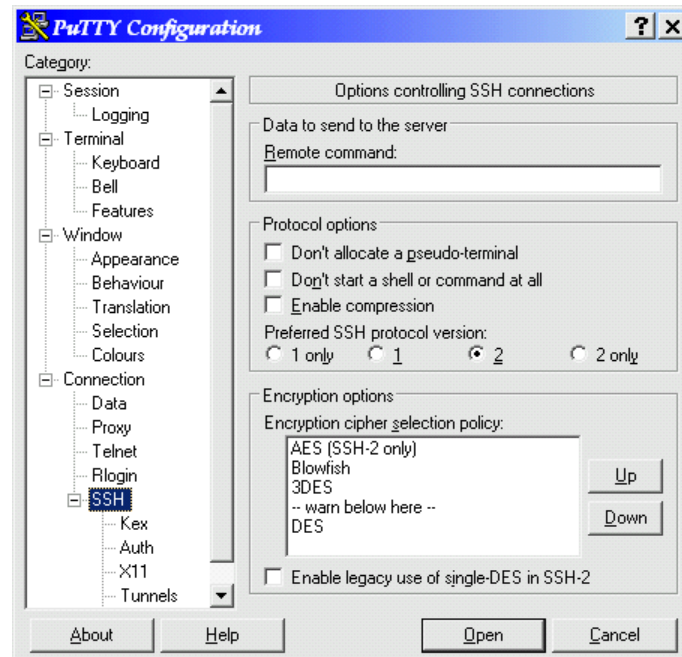 PuTTY Configuration
Category:
Session
Logging
Terminal
Keyboard
Bell
Features
Window
Appearance
Behaviour
Translation
Selection
Colours
Connection
Data
Proxy
Telnet
Rlogin
SSH
Kex
Auth
X11
Tunnels
Options controlling SSH connections
Data to send to the server
Remote command:
Protocol options
Don't allocate a pseudo-terminal
Don't start a shell or command at all
Enable compression
Preferred SSH protocol version:
1 only 1 2 2 only
Encryption options
Encryption cipher selection policy:
AES (SSH-2 only)
Blowfish
3DES
-- warn below here --
DES
Up
Down
Enable legacy use of single-DES in SSH-2
About Help Open Cancel